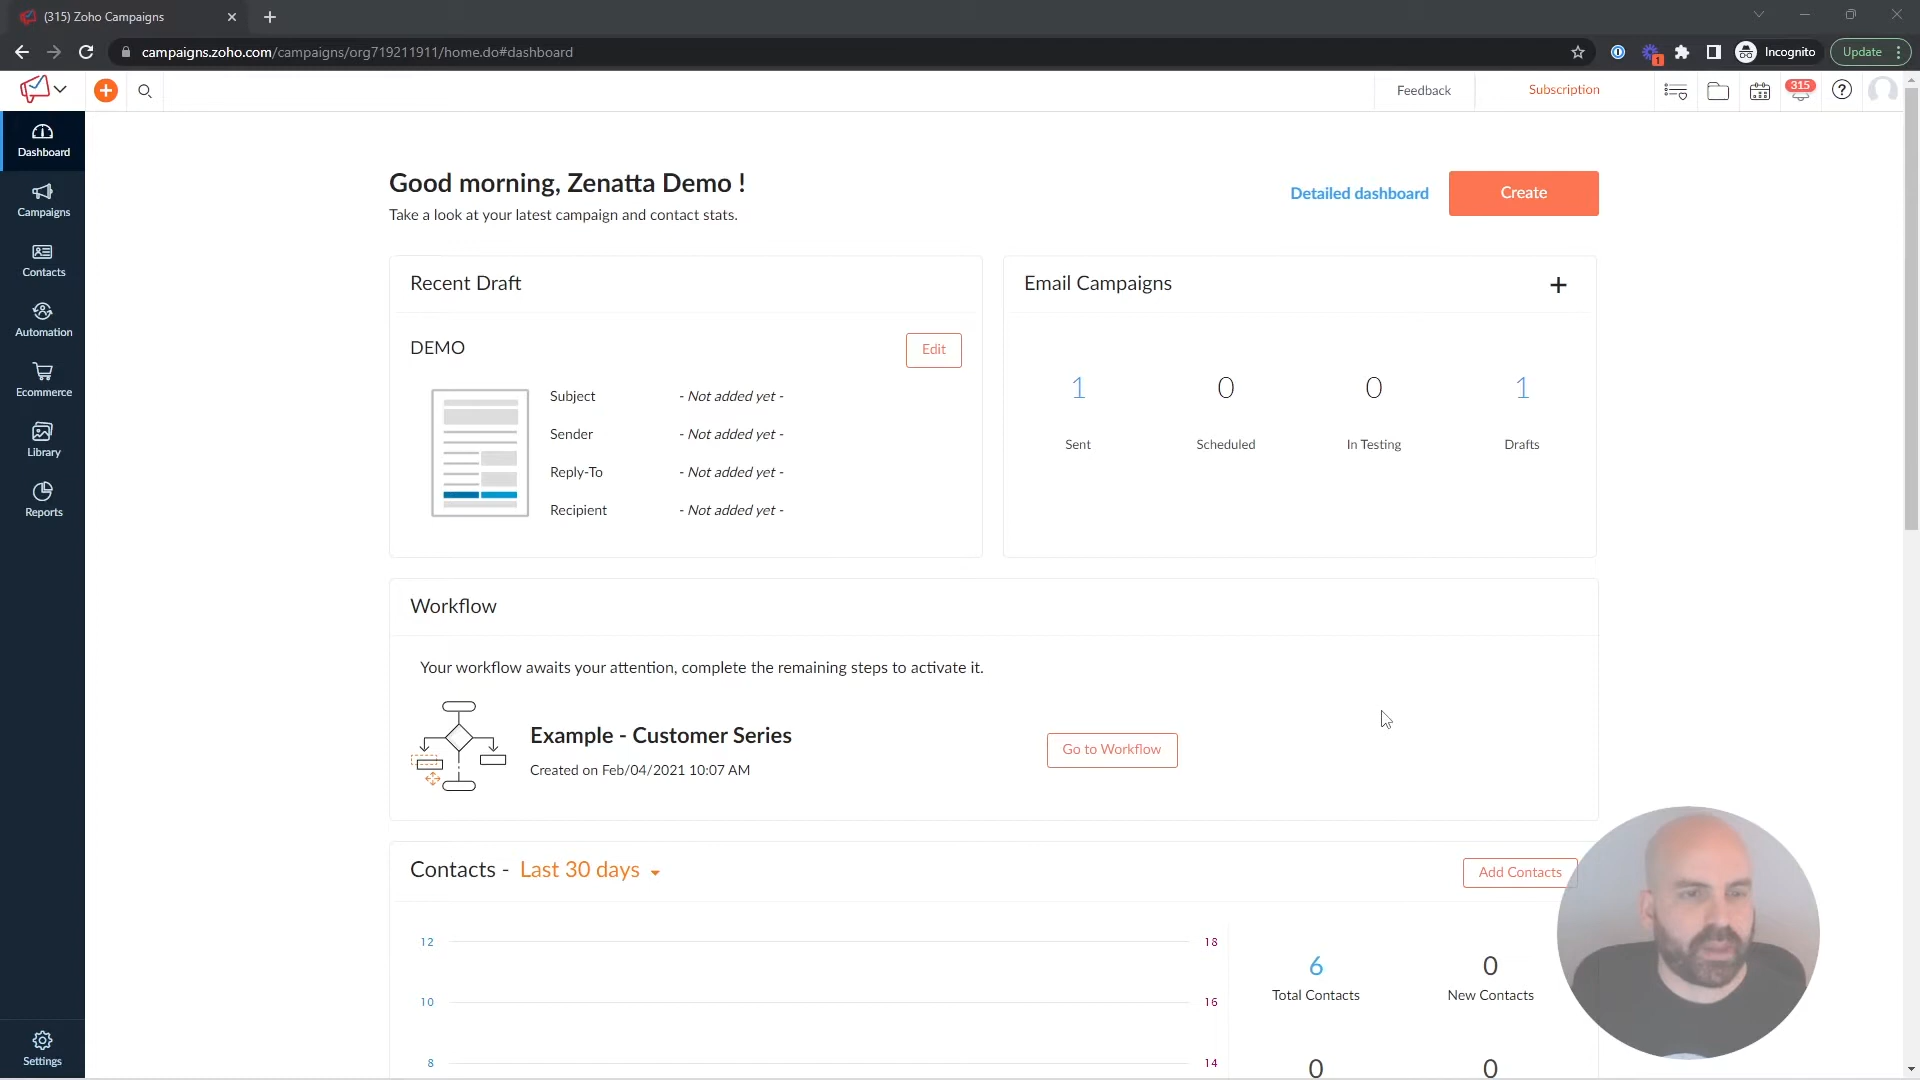 (315) Zoho Campaigns
campaigns.zoho.com/campaigns/org719211911/home.do#dashboard
1
Incognito
Update
Feedback
Subscription
315
Dashboard
Campaigns
Contacts
Automation
Ecommerce
Library
Reports
Settings
Good morning, Zenatta Demo !
Take a look at your latest campaign and contact stats.
Detailed dashboard
Create
Recent Draft
DEMO
Edit
Subject - Not added yet -
Sender - Not added yet -
Reply-To - Not added yet -
Recipient - Not added yet -
Email Campaigns
1 0 0 1
Sent Scheduled In Testing Drafts
Workflow
Your workflow awaits your attention, complete the remaining steps to activate it.
Example - Customer Series
Created on Feb/04/2021 10:07 AM
Go to Workflow
Contacts - Last 30 days
Add Contacts
12 18
10 16
8 14
6 0
Total Contacts New Contacts
0 0